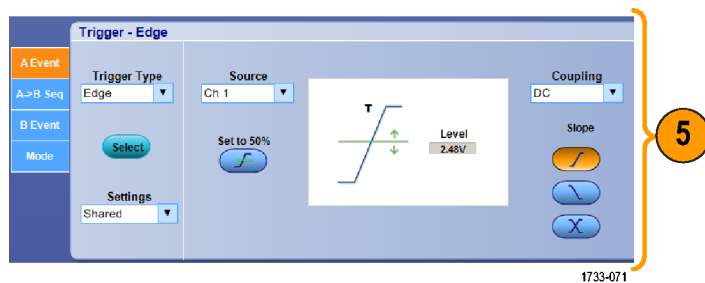 Trigger - Edge
A Event
A->B Seq
B Event
Mode
Trigger Type
Edge
Select
Settings
Shared
Source
Ch 1
Set to 50%
T
Level
2.48V
Coupling
DC
Slope
5
1733-071